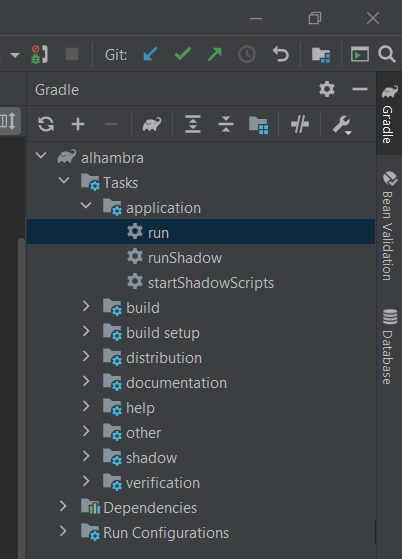 Git:
Gradle
alhambra
Tasks
application
run
runShadow
startShadowScripts
build
build setup
distribution
documentation
help
other
shadow
verification
Dependencies
Run Configurations
Gradle
Bean Validation
Database